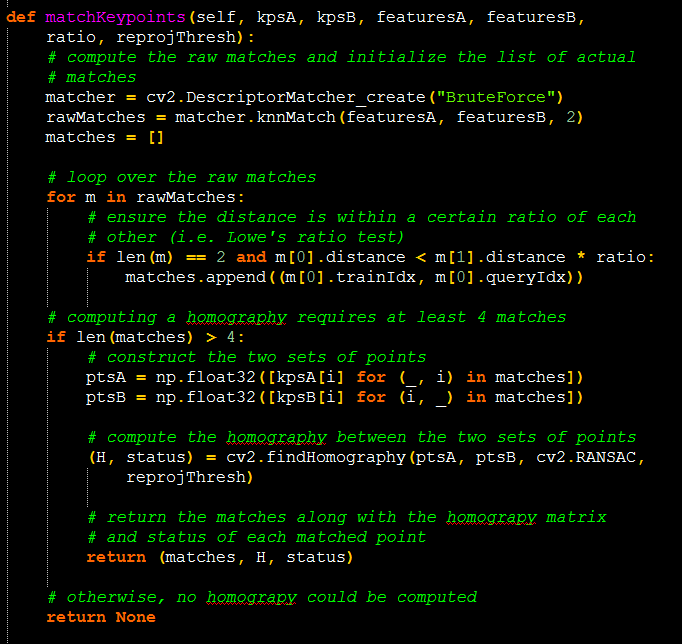 def matchKeypoints(self, kpsA, kpsB, featuresA, featuresB,
ratio, reprojThresh):
# compute the raw matches and initialize the list of actual
# matches
matcher = cv2.DescriptorMatcher_create("BruteForce")
rawMatches = matcher.knnMatch(featuresA, featuresB, 2)
matches = []
# loop over the raw matches
for m in rawMatches:
# ensure the distance is within a certain ratio of each
# other (i.e. Lowe's ratio test)
if len(m) == 2 and m[0].distance < m[1].distance * ratio:
matches.append((m[0].trainIdx, m[0].queryIdx))
# computing a homography requires at least 4 matches
if len(matches) > 4:
# construct the two sets of points
ptsA = np.float32([kpsA[i] for (_, i) in matches])
ptsB = np.float32([kpsB[i] for (i, _) in matches])
# compute the homography between the two sets of points
(H, status) = cv2.findHomography(ptsA, ptsB, cv2.RANSAC,
reprojThresh)
# return the matches along with the homograpy matrix
# and status of each matched point
return (matches, H, status)
# otherwise, no homograpy could be computed
return None